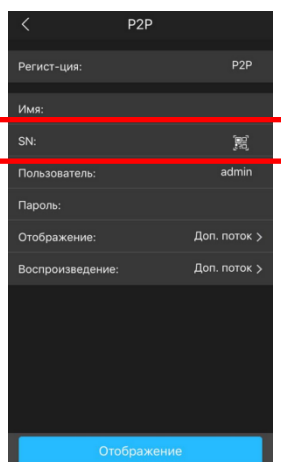 P2P
Регист-ция: P2P
Имя:
SN:
Пользователь: admin
Пароль:
Отображение: Доп. поток >
Воспроизведение: Доп. поток >
Отображение